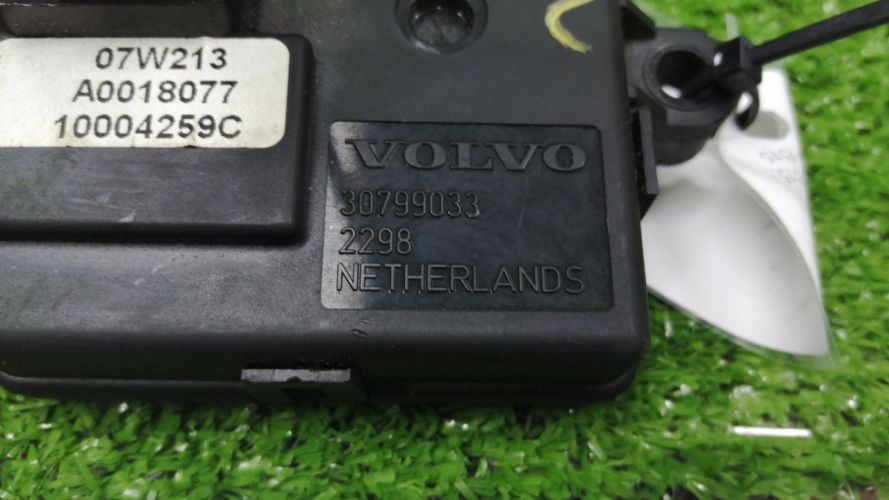 07W213
A0018077
10004259C
VOLVO
30799033
2298
NETHERLANDS